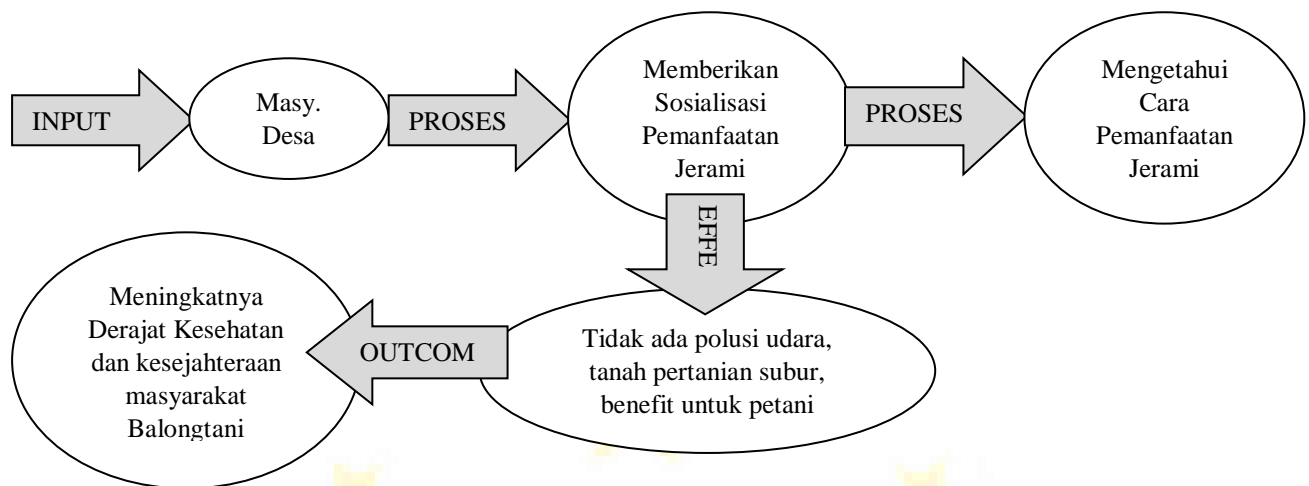 INPUT
Masy.
Desa
PROSES
Memberikan
Sosialisasi
Pemanfaatan
Jerami
PROSES
Mengetahui
Cara
Pemanfaatan
Jerami
EFFE
Tidak ada polusi udara,
tanah pertanian subur,
benefit untuk petani
OUTCOM
Meningkatnya
Derajat Kesehatan
dan kesejahteraan
masyarakat
Balongtani